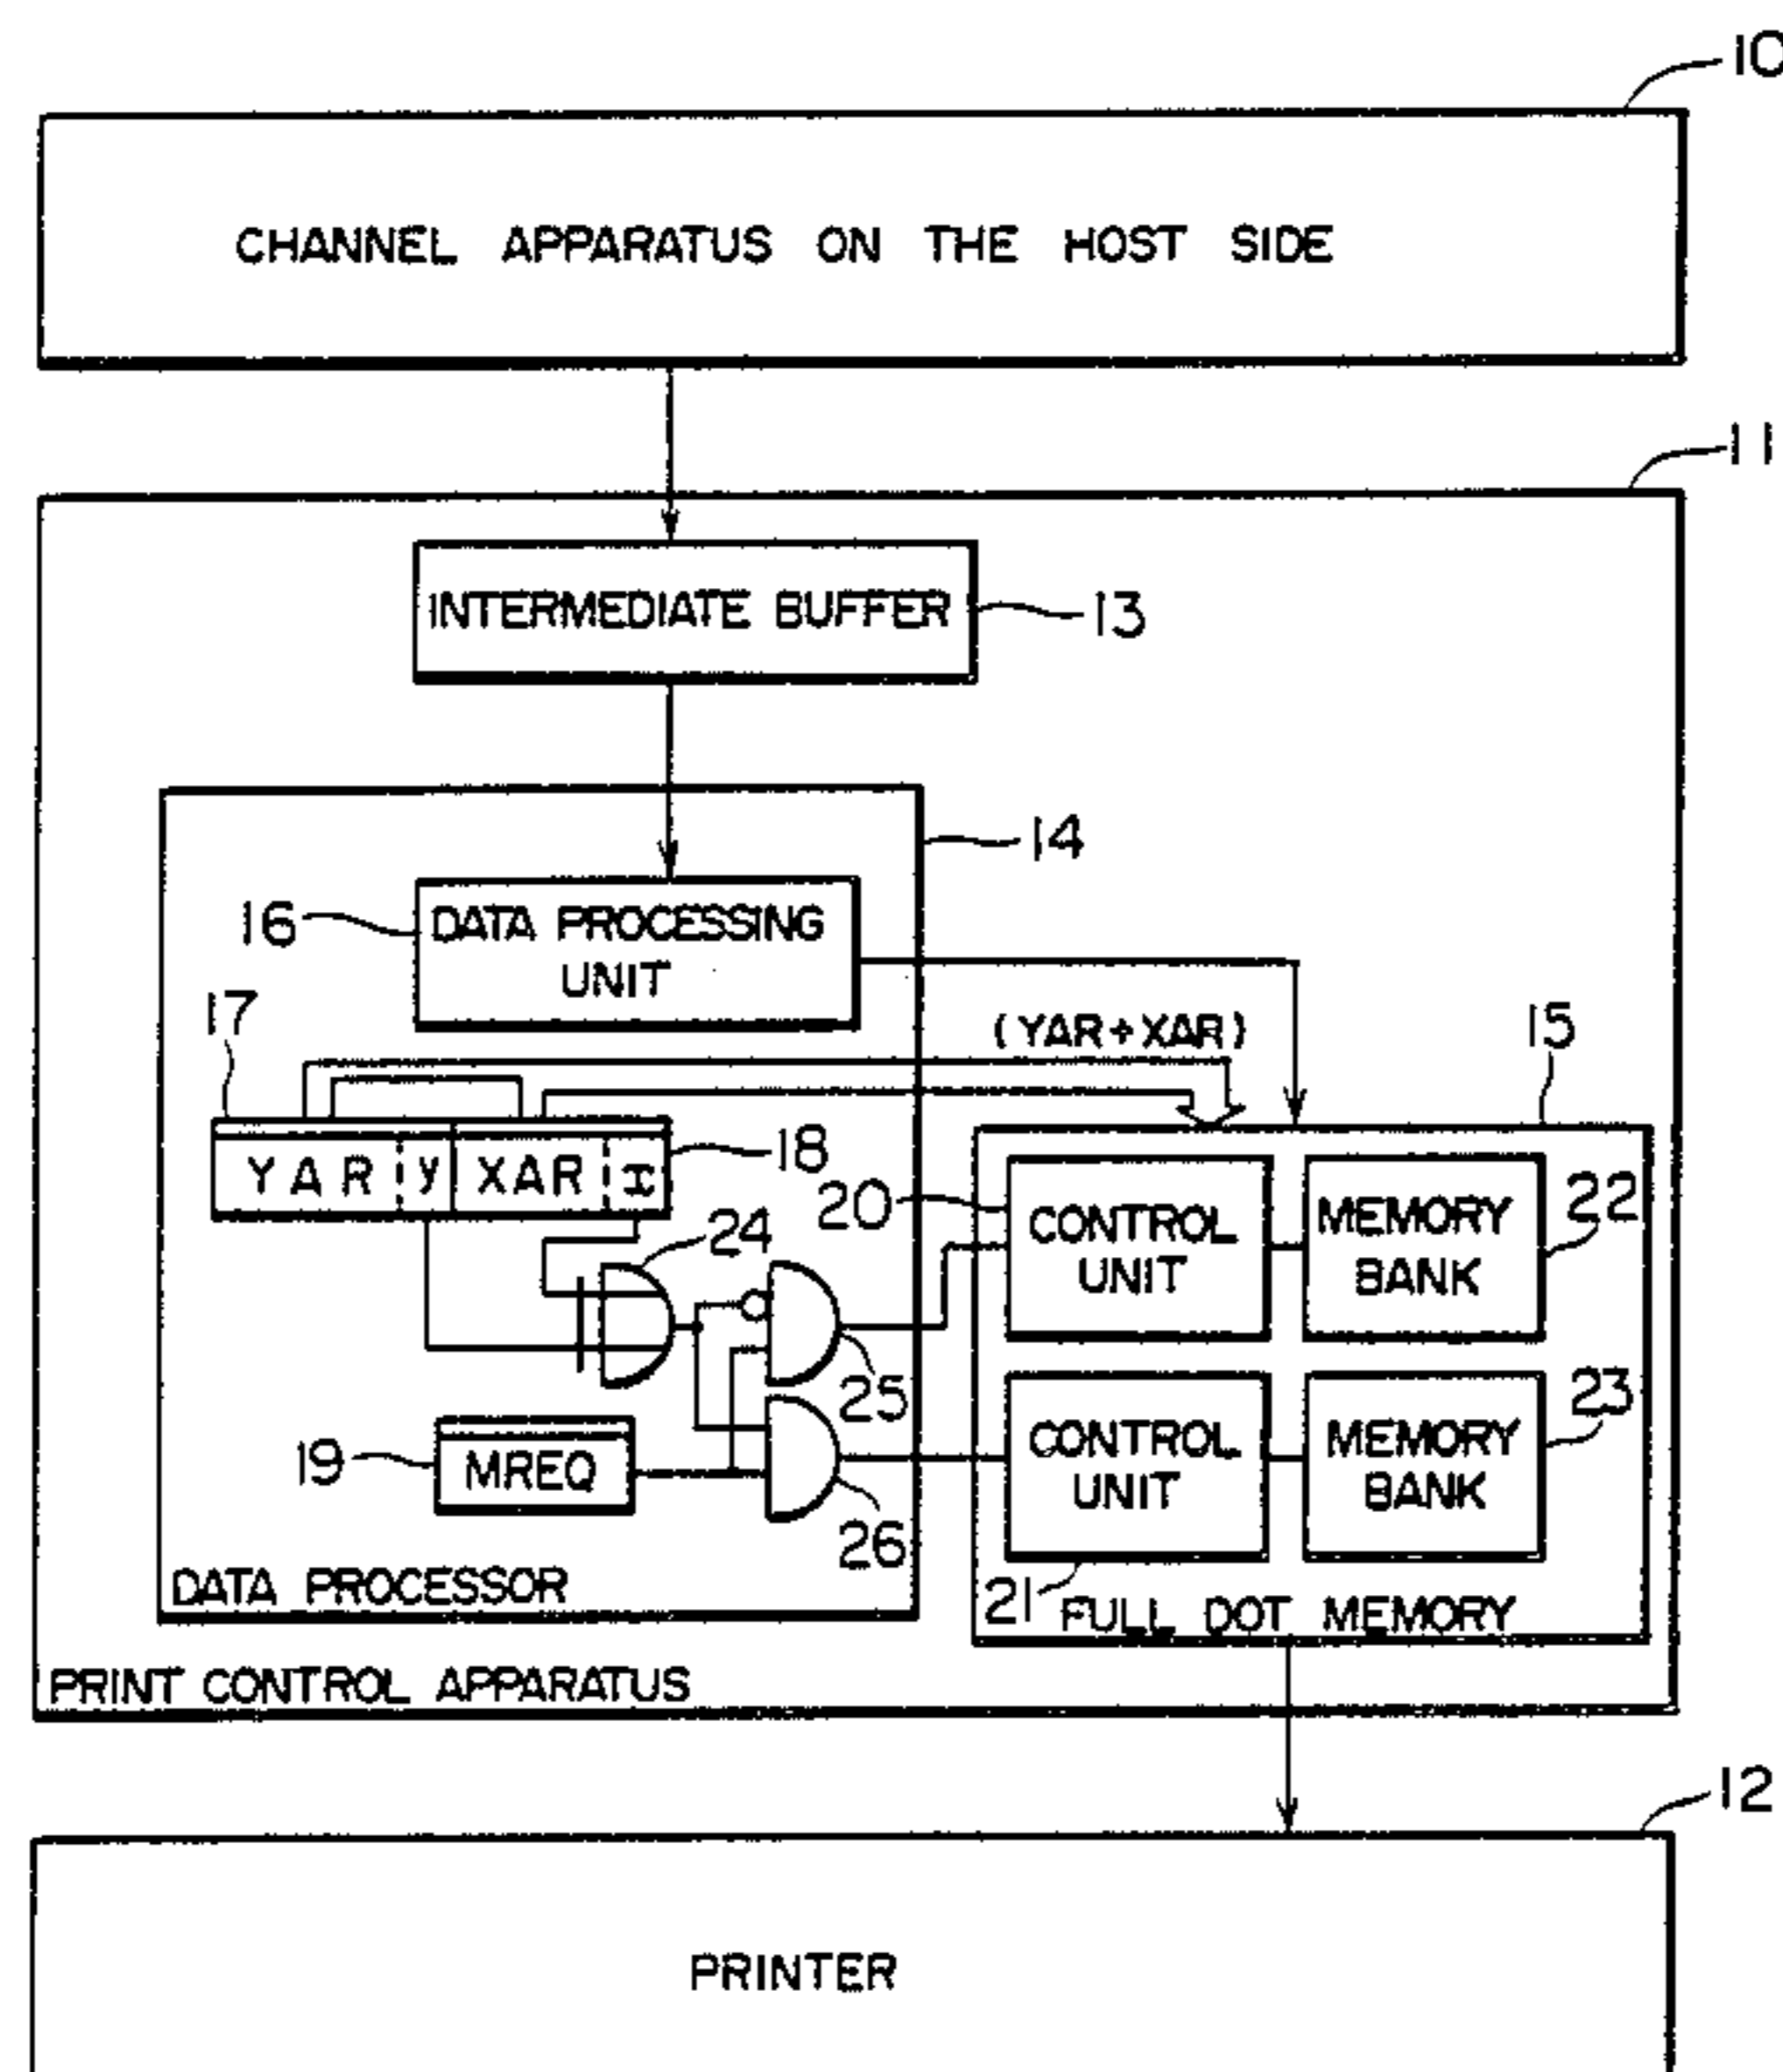 10
CHANNEL APPARATUS ON THE HOST SIDE
11
INTERMEDIATE BUFFER
13
14
16
DATA PROCESSING
UNIT
17
(YAR+XAR)
15
YAR y XAR x
18
20
CONTROL
UNIT
MEMORY
BANK
22
24
25
CONTROL
UNIT
MEMORY
BANK
23
19
MREQ
26
21
DATA PROCESSOR
FULL DOT MEMORY
PRINT CONTROL APPARATUS
12
PRINTER